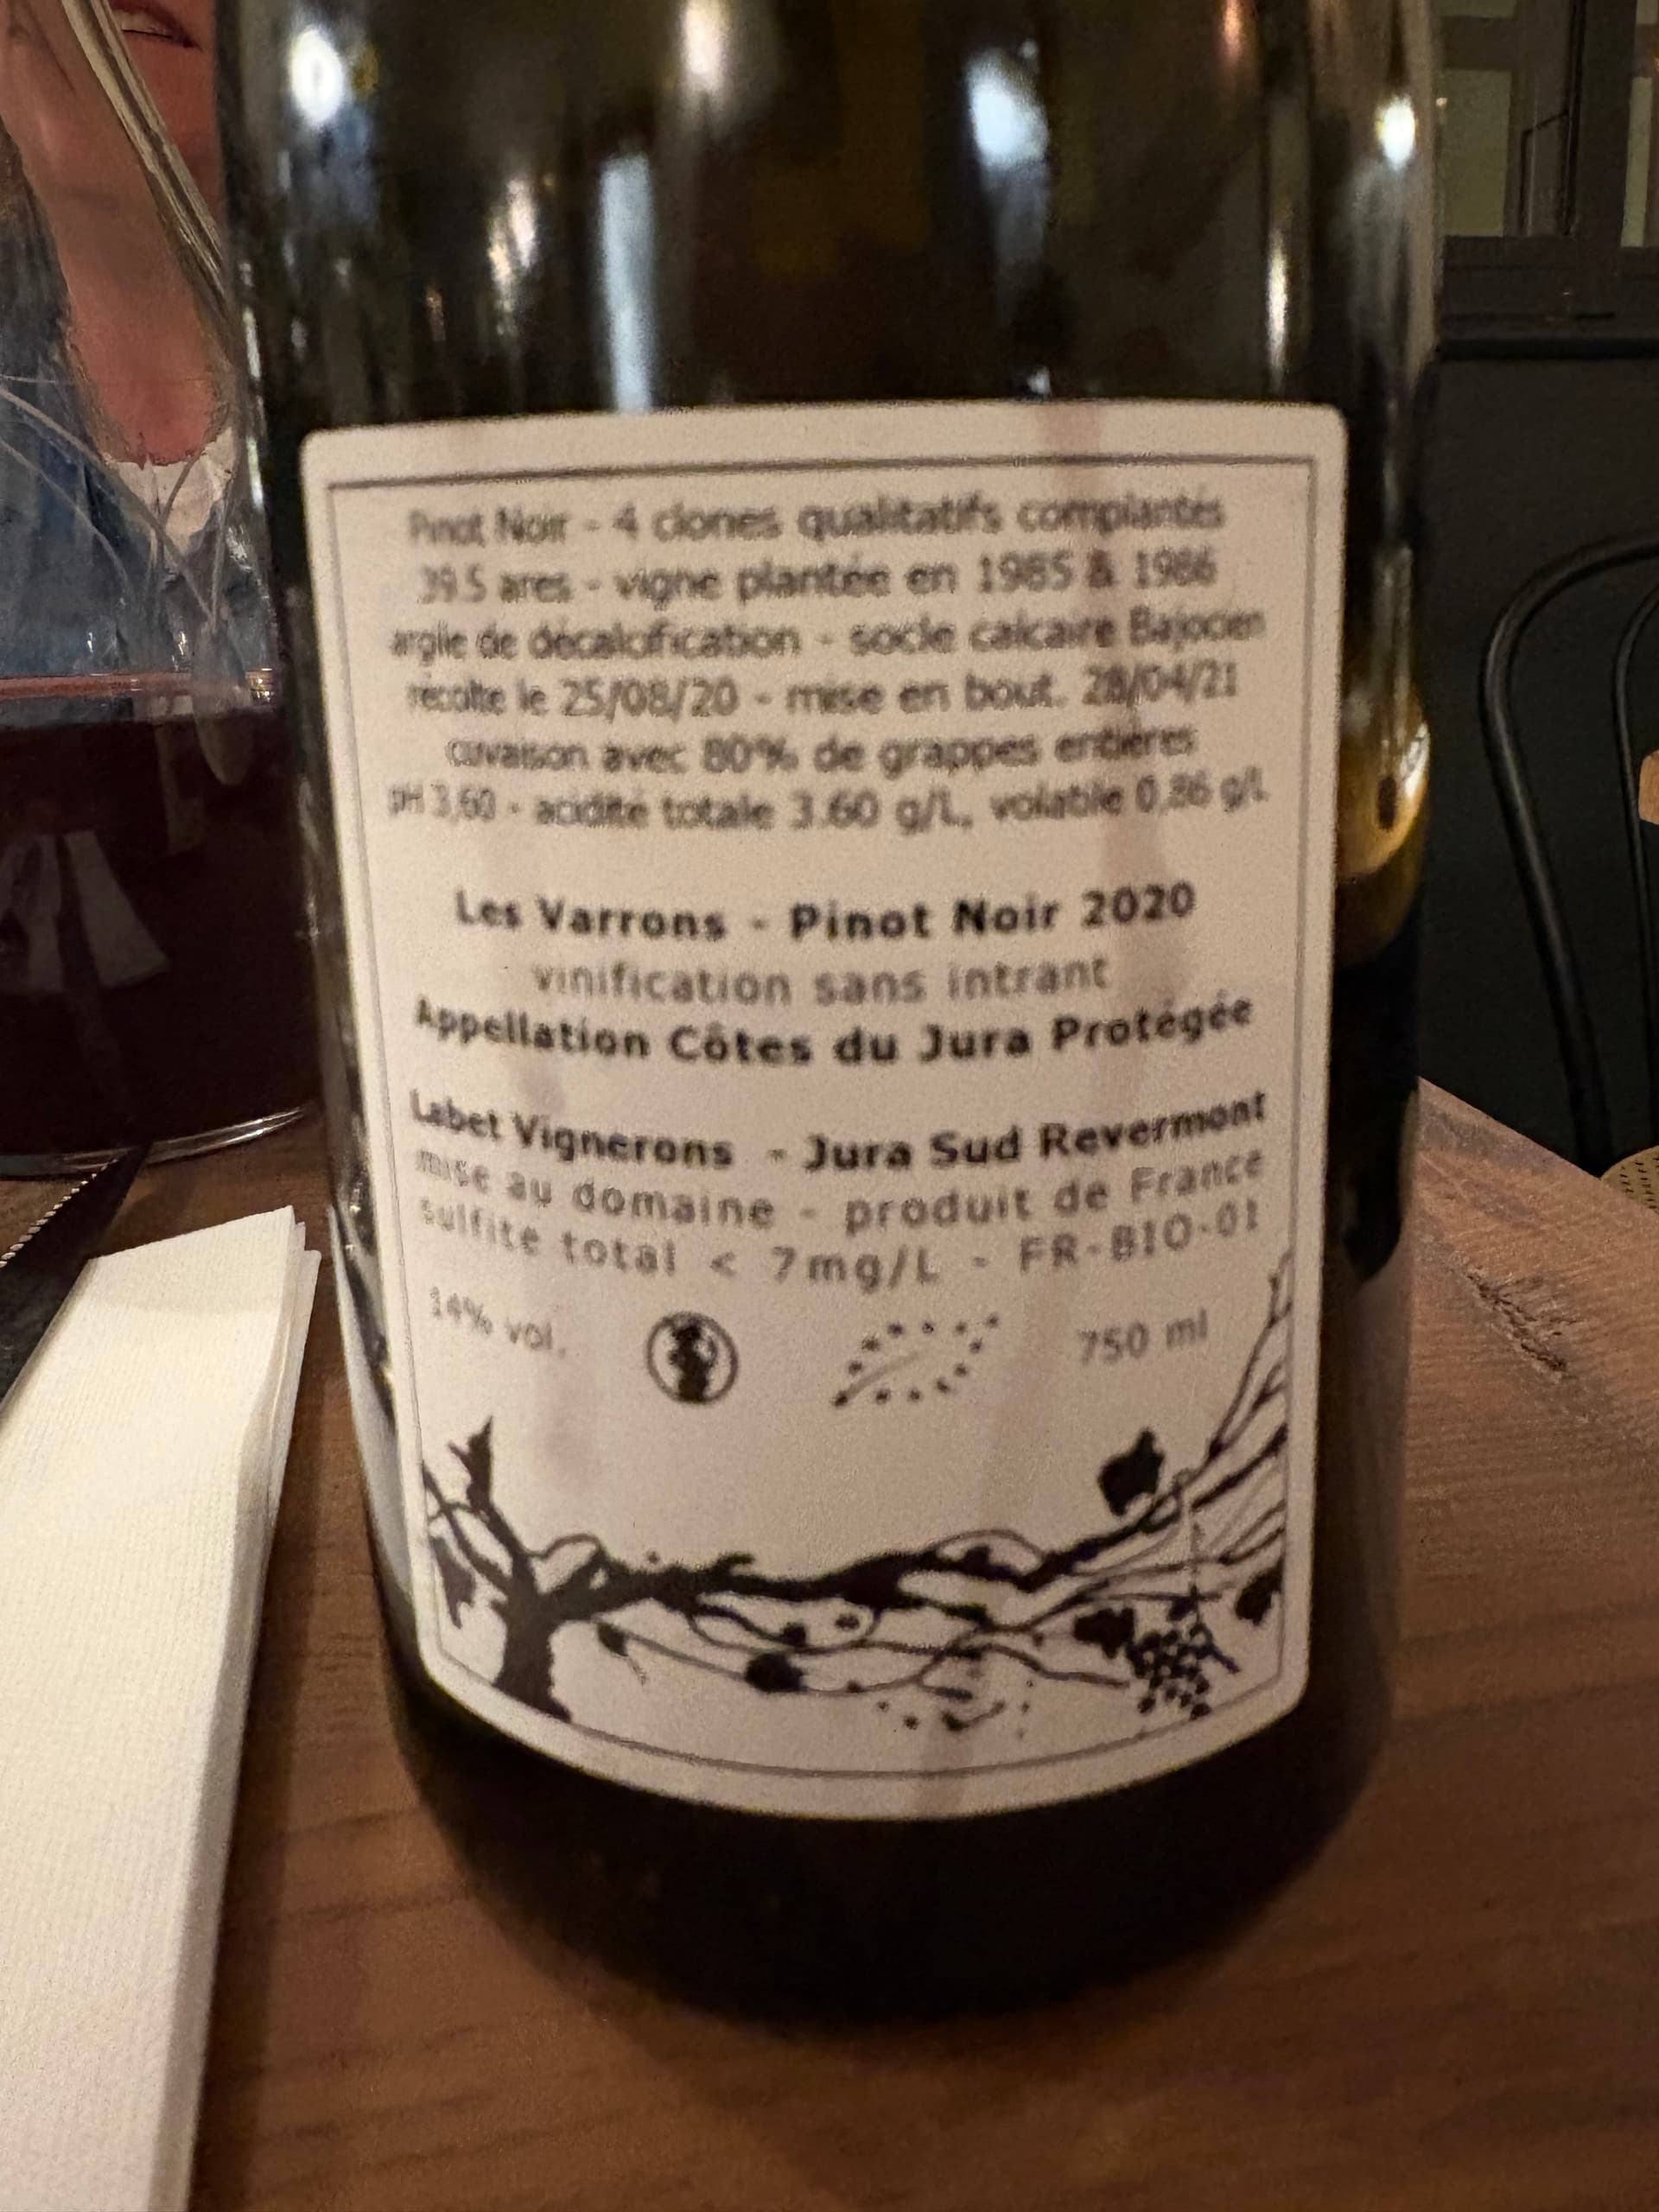 Pinot Noir - 4 clones qualitatifs complantés
39.5 ares - vigne plantée en 1985 & 1986
argile de décalcification - socle calcaire Bajocien
récolte le 25/08/20 - mise en bout. 28/04/21
cuvaison avec 80% de grappes entières
pH 3,60 - acidité totale 3.60 g/L, volatile 0,86 g/L
Les Varrons - Pinot Noir 2020
vinification sans intrant
Appellation Côtes du Jura Protégée
Labet Vignerons - Jura Sud Revermont
mise au domaine - produit de France
sulfite total < 7mg/L - FR-BIO-01
14% vol. 750 ml